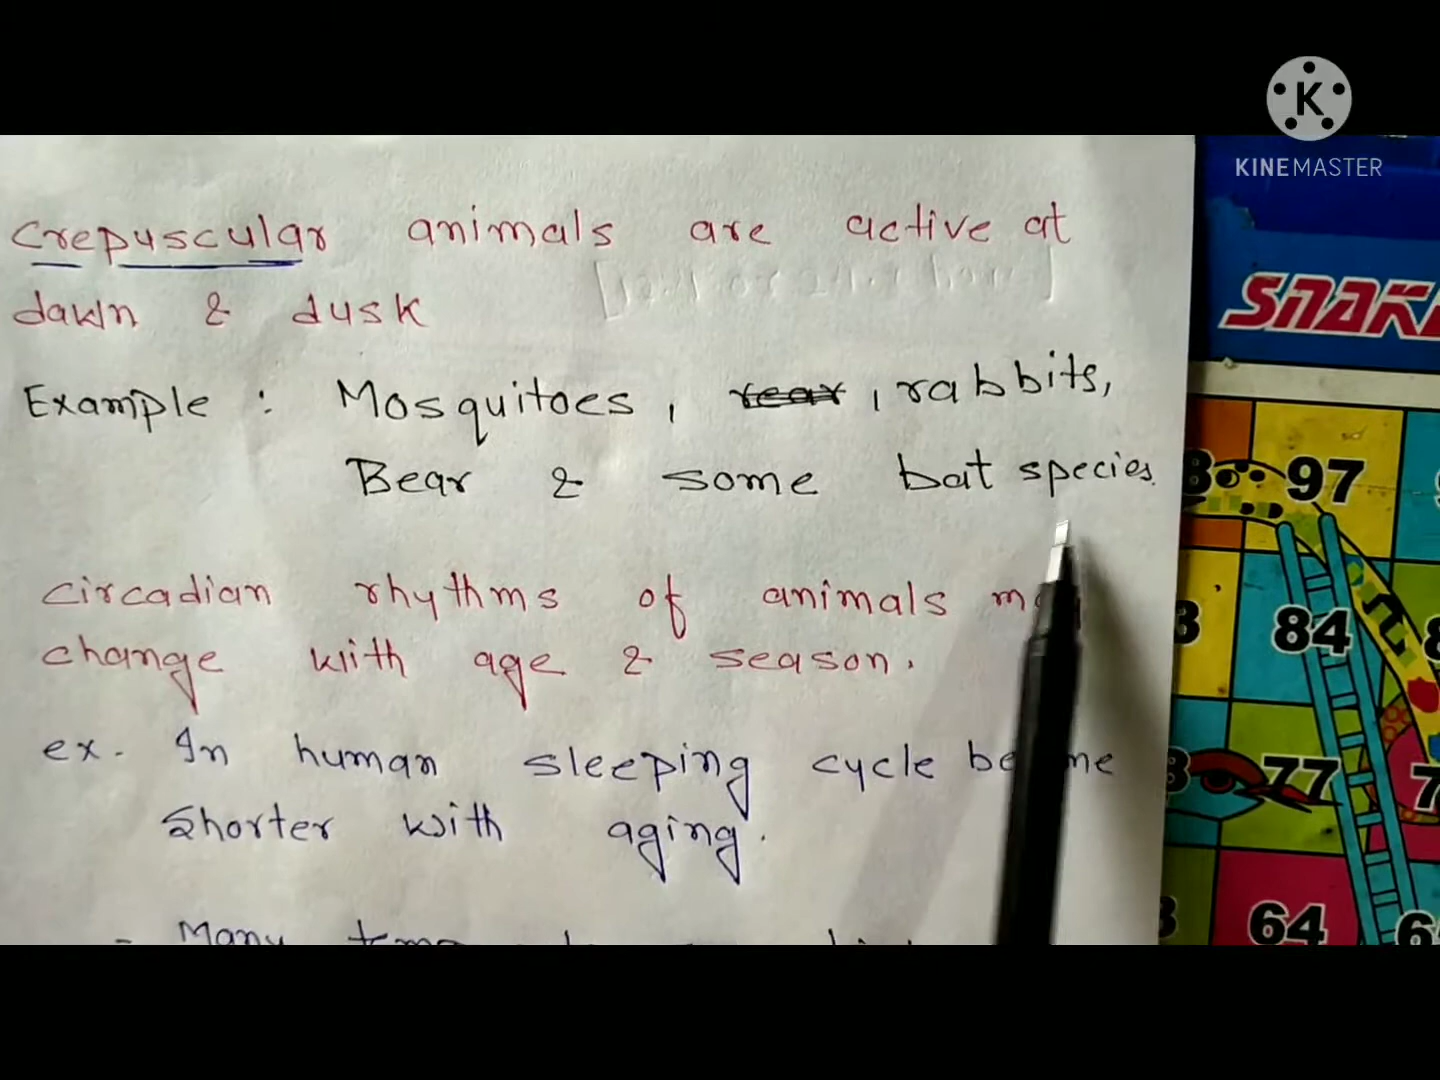 KINEMASTER
Crepuscular animals are active at
dawn & dusk
Example : Mosquitoes, , rabbits,
Bear & some bat species.
Circadian rhythms of animals
change with age & season.
ex. In human sleeping cycle
shorter with aging.
- Many
SNAK
97
84
77
64